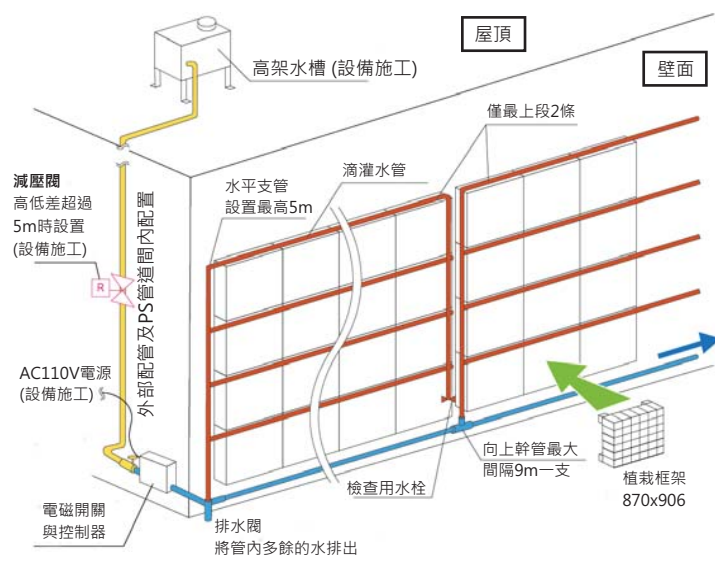 屋頂
高架水槽 (設備施工)
壁面
僅最上段2條
減壓閥
高低差超過
5m時設置
(設備施工)
水平支管
設置最高5m
滴灌水管
外部配管及PS管道間內配置
R
AC110V電源
(設備施工)
向上幹管最大
間隔9m一支
植栽框架
870x906
檢查用水栓
電磁開關
與控制器
排水閥
將管內多餘的水排出